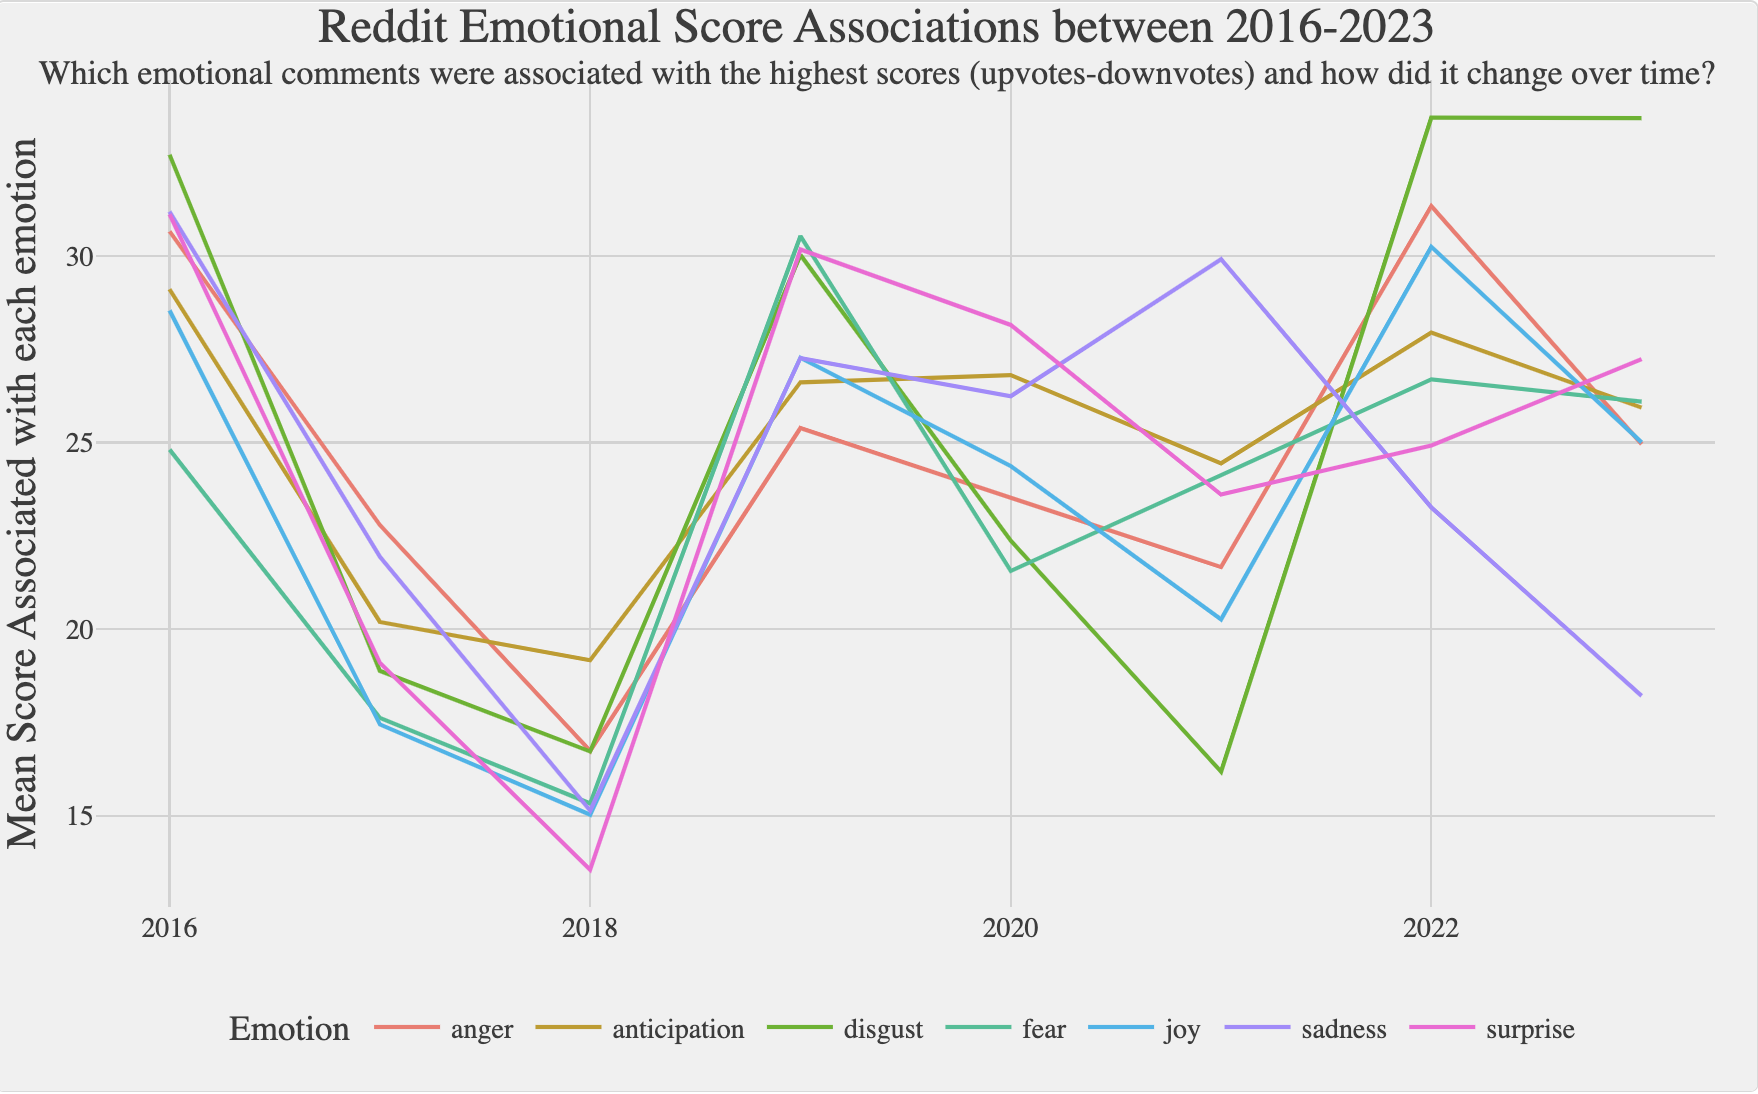 Reddit Emotional Score Associations between 2016-2023
Which emotional comments were associated with the highest scores (upvotes-downvotes) and how did it change over time?
Mean Score Associated with each emotion
30
25
20
15
2016 2018 2020 2022
Emotion anger anticipation disgust fear joy sadness surprise